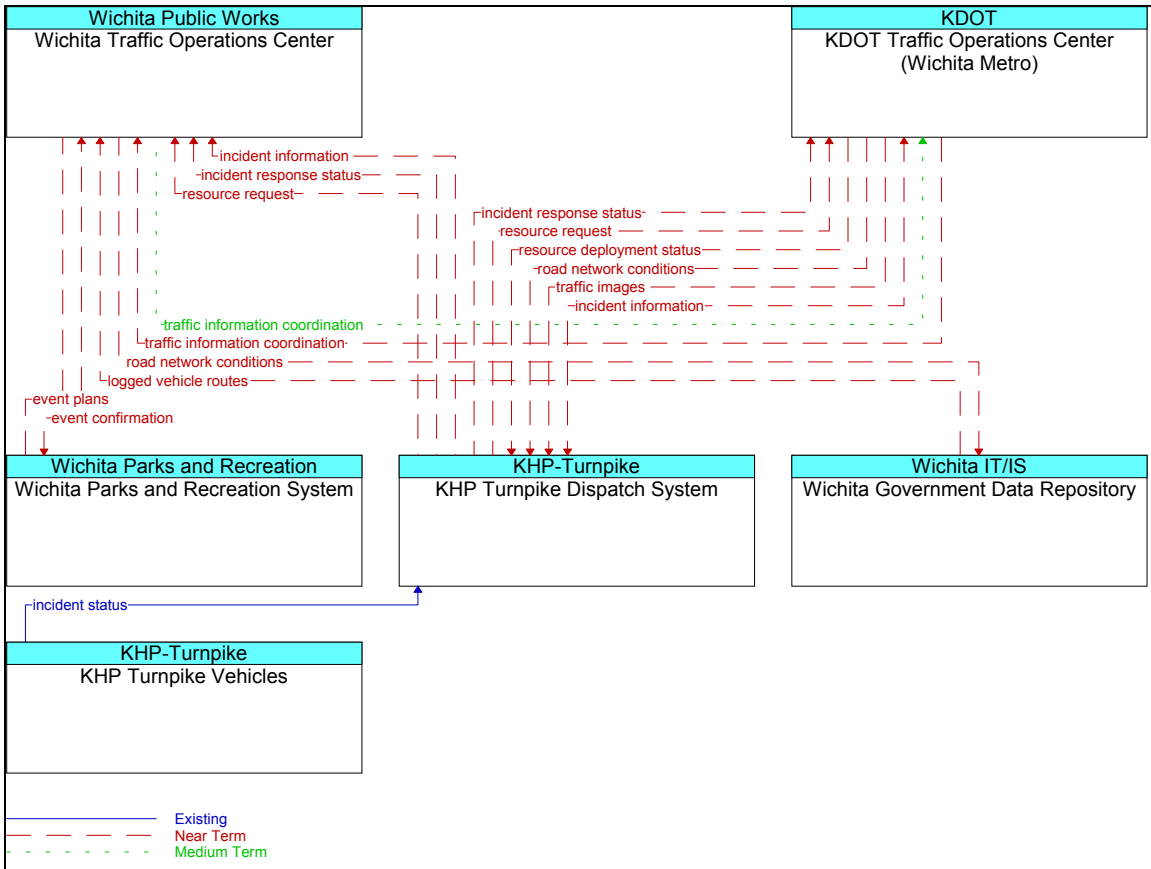 Wichita Public Works
Wichita Traffic Operations Center
KDOT
KDOT Traffic Operations Center
(Wichita Metro)
incident information
incident response status
resource request
incident response status
resource request
resource deployment status
road network conditions
traffic images
incident information
traffic information coordination
traffic information coordination
road network conditions
logged vehicle routes
event plans
event confirmation
Wichita Parks and Recreation
Wichita Parks and Recreation System
KHP-Turnpike
KHP Turnpike Dispatch System
Wichita IT/IS
Wichita Government Data Repository
incident status
KHP-Turnpike
KHP Turnpike Vehicles
Existing
Near Term
Medium Term